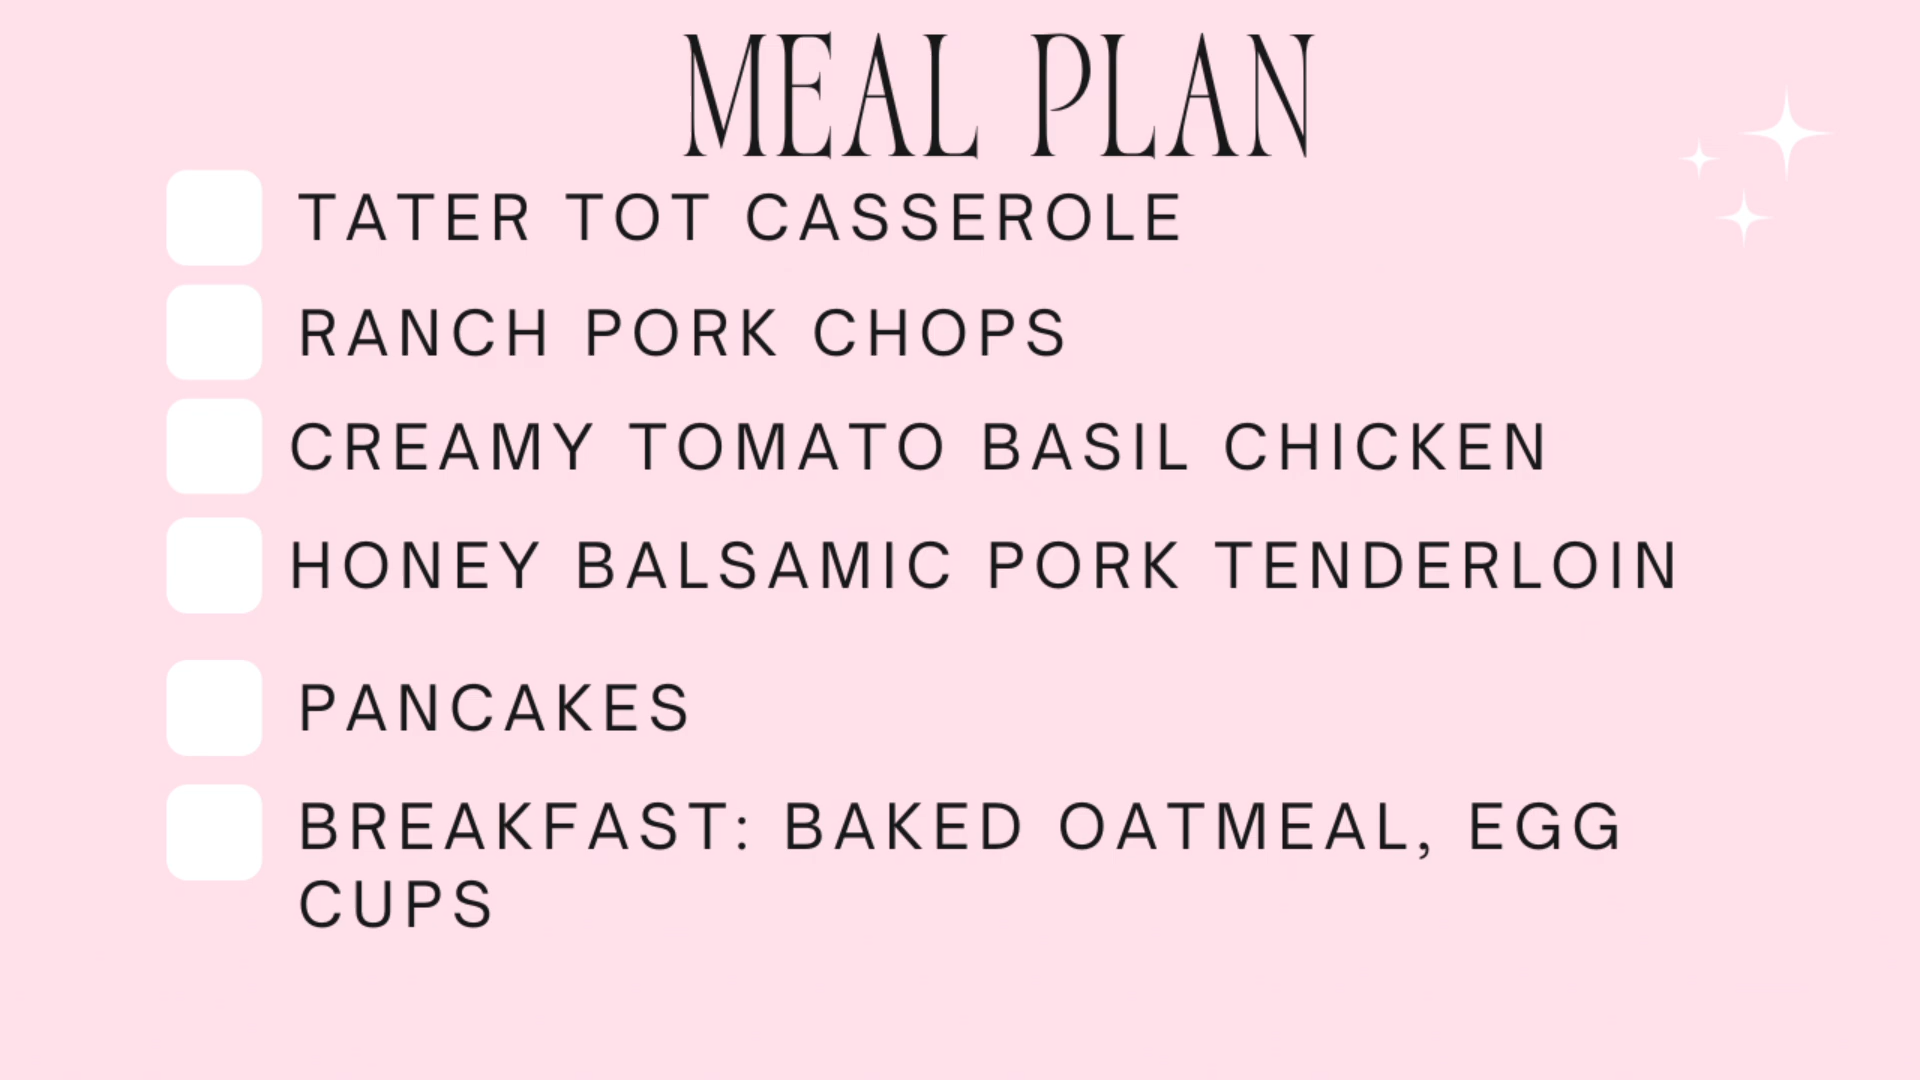 MEAL PLAN
TATER TOT CASSEROLE
RANCH PORK CHOPS
CREAMY TOMATO BASIL CHICKEN
HONEY BALSAMIC PORK TENDERLOIN
PANCAKES
BREAKFAST: BAKED OATMEAL, EGG
CUPS